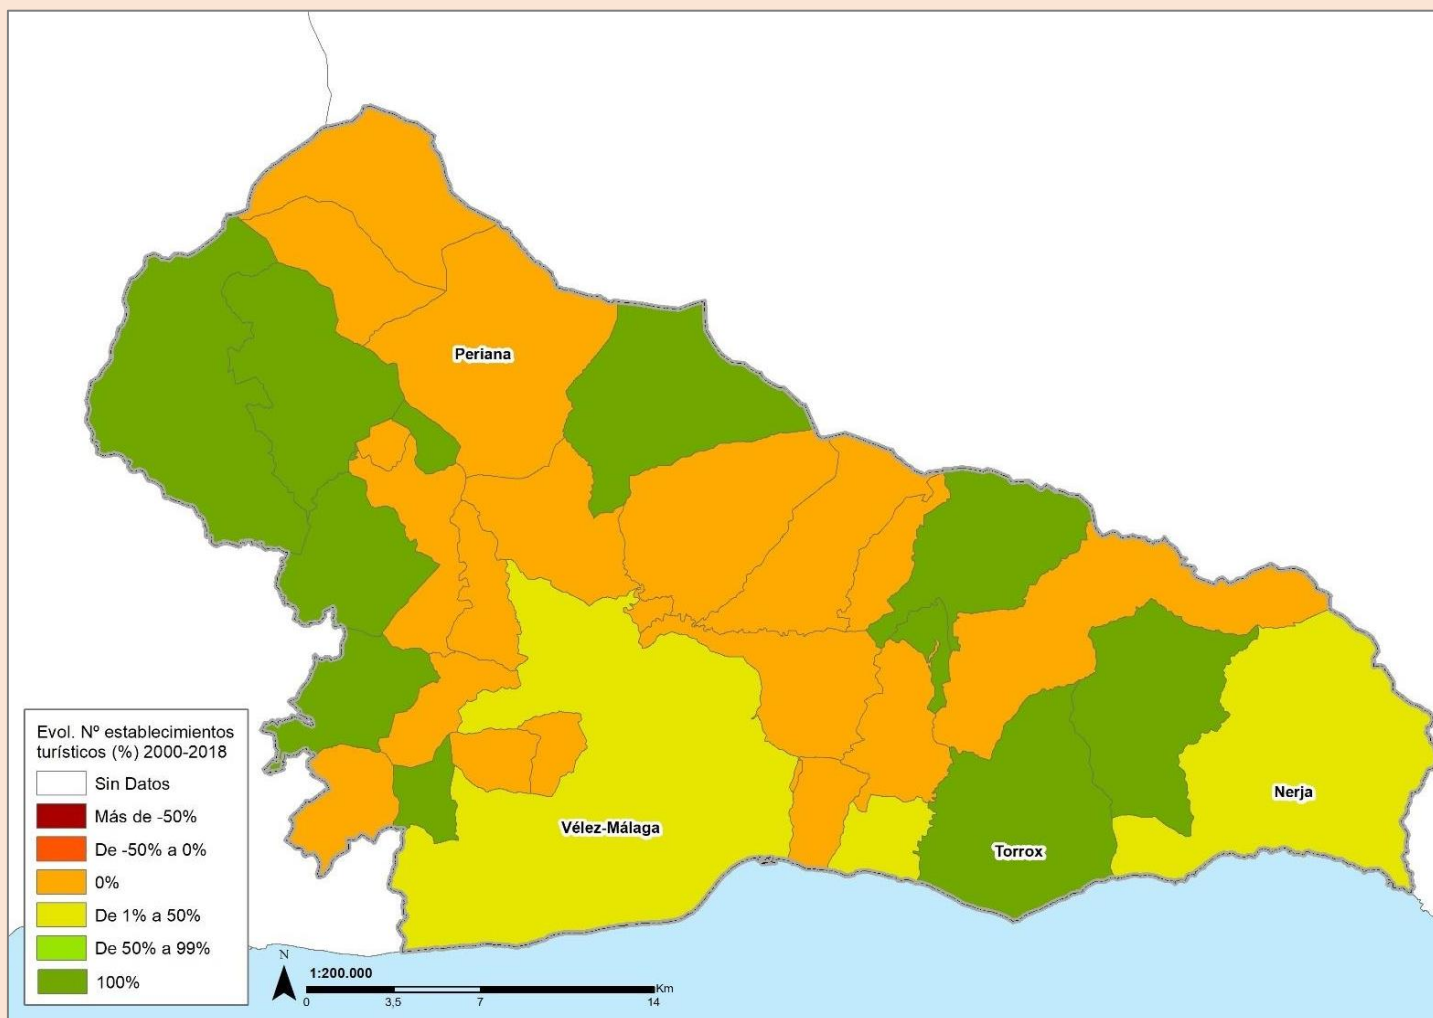 Periana
Vélez-Málaga
Torrox
Nerja
Evol. Nº establecimientos
turísticos (%) 2000-2018
Sin Datos
Más de -50%
De -50% a 0%
0%
De 1% a 50%
De 50% a 99%
100%
N
1:200.000
Km
0 3,5 7 14